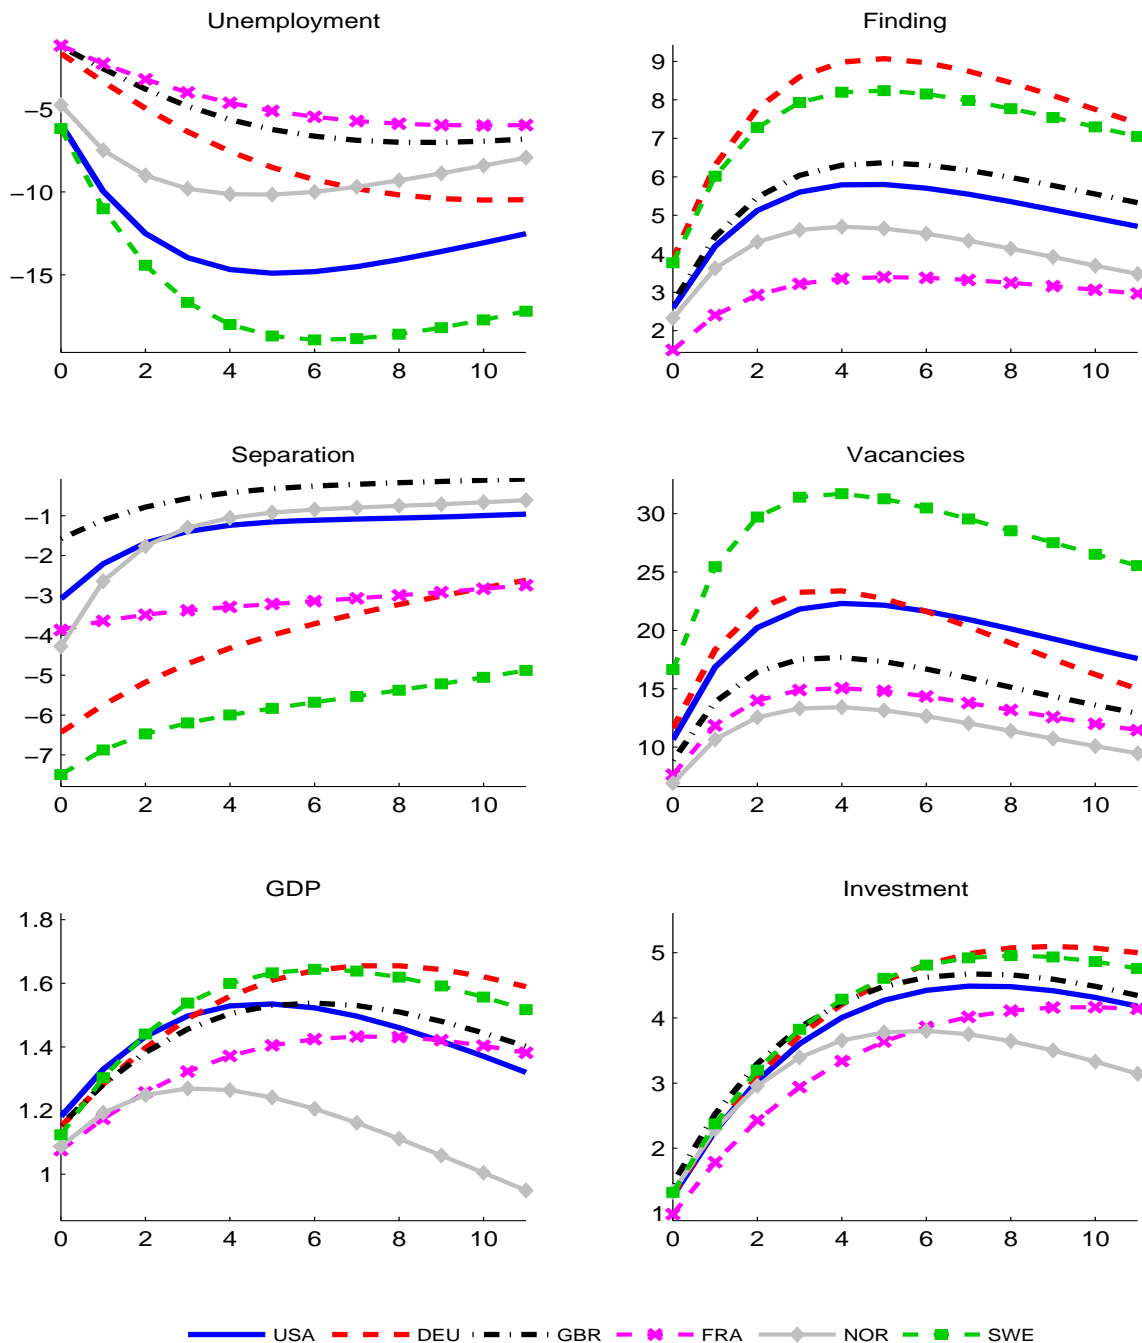 Unemployment
Finding
−5
−10
−15
0 2 4 6 8 10
9
8
7
6
5
4
3
2
0 2 4 6 8 10
Separation
Vacancies
−1
−2
−3
−4
−5
−6
−7
0 2 4 6 8 10
30
25
20
15
10
0 2 4 6 8 10
GDP
Investment
1.8
1.6
1.4
1.2
1
0 2 4 6 8 10
5
4
3
2
1
0 2 4 6 8 10
USA DEU GBR FRA NOR SWE